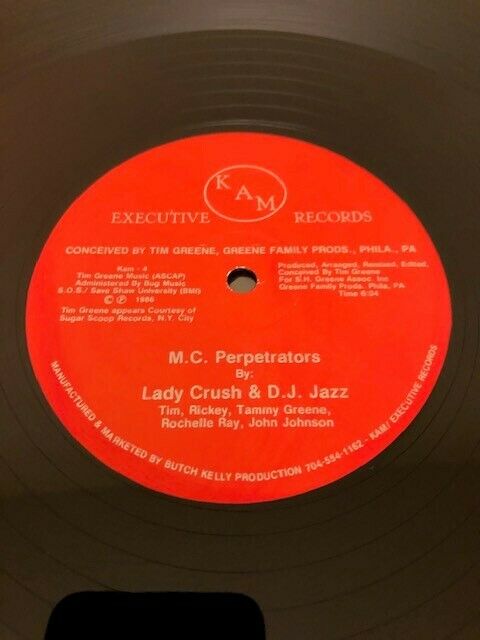 KAM
EXECUTIVE RECORDS
CONCEIVED BY TIM GREENE, GREENE FAMILY PRODS., PHILA., PA
Kam - 4
Tim Greene Music (ASCAP)
Administered By Bug Music
S.O.S./ Save Shaw University (BMI)
© ℗ 1986
Tim Greene appears Courtesy of
Sugar Scoop Records, N.Y. City
Produced, Arranged, Remixed, Edited,
Conceived By Tim Greene
For S.H. Greene Assoc. Inc
Greene Family Prods. Phila, PA
Time 6:04
M.C. Perpetrators
By:
Lady Crush & D.J. Jazz
Tim, Rickey, Tammy Greene,
Rochelle Ray, John Johnson
MANUFACTURED & MARKETED BY BUTCH KELLY PRODUCTION 704-554-1162 - KAM/ EXECUTIVE RECORDS